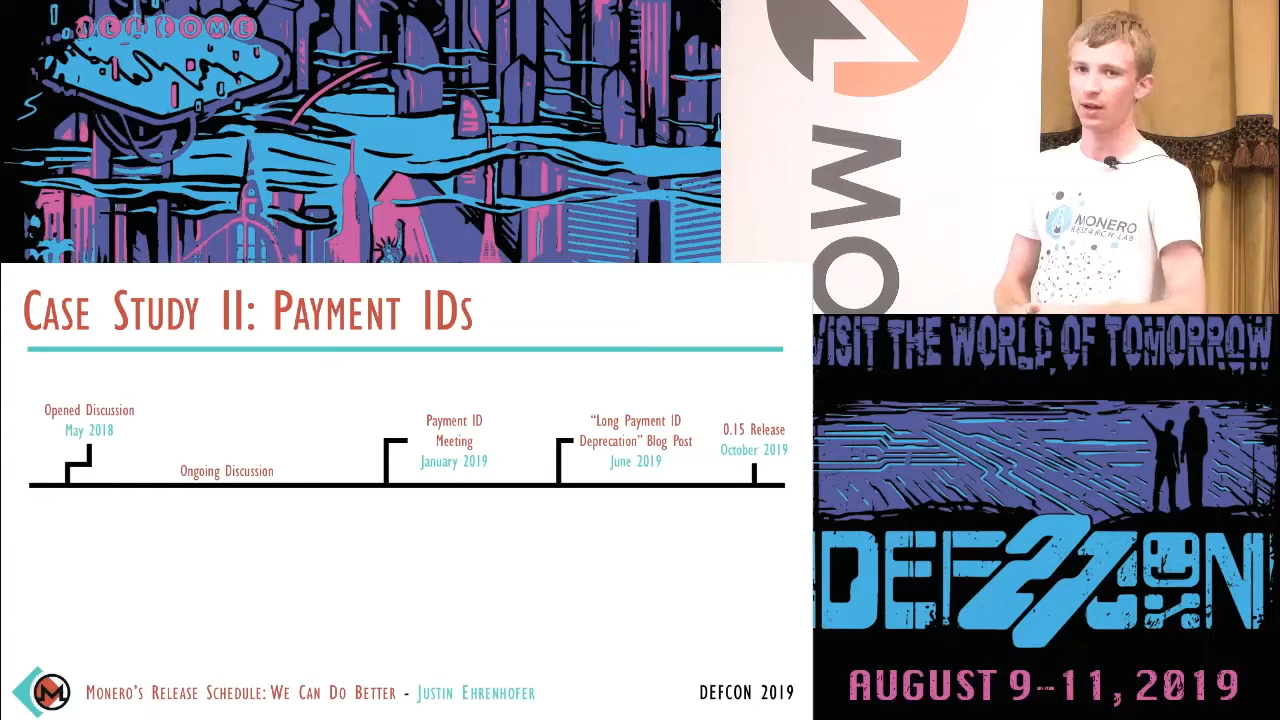 WELCOME
MONERO
RESEARCH LAB
Case Study II: Payment IDs
Opened Discussion
May 2018
Ongoing Discussion
Payment ID
Meeting
January 2019
“Long Payment ID
Deprecation” Blog Post
June 2019
0.15 Release
October 2019
Monero's Release Schedule: We Can Do Better - Justin Ehrenhofer
DEFCON 2019
VISIT THE WORLD OF TOMORROW
DEF27CON
AUGUST 9-11, 2019